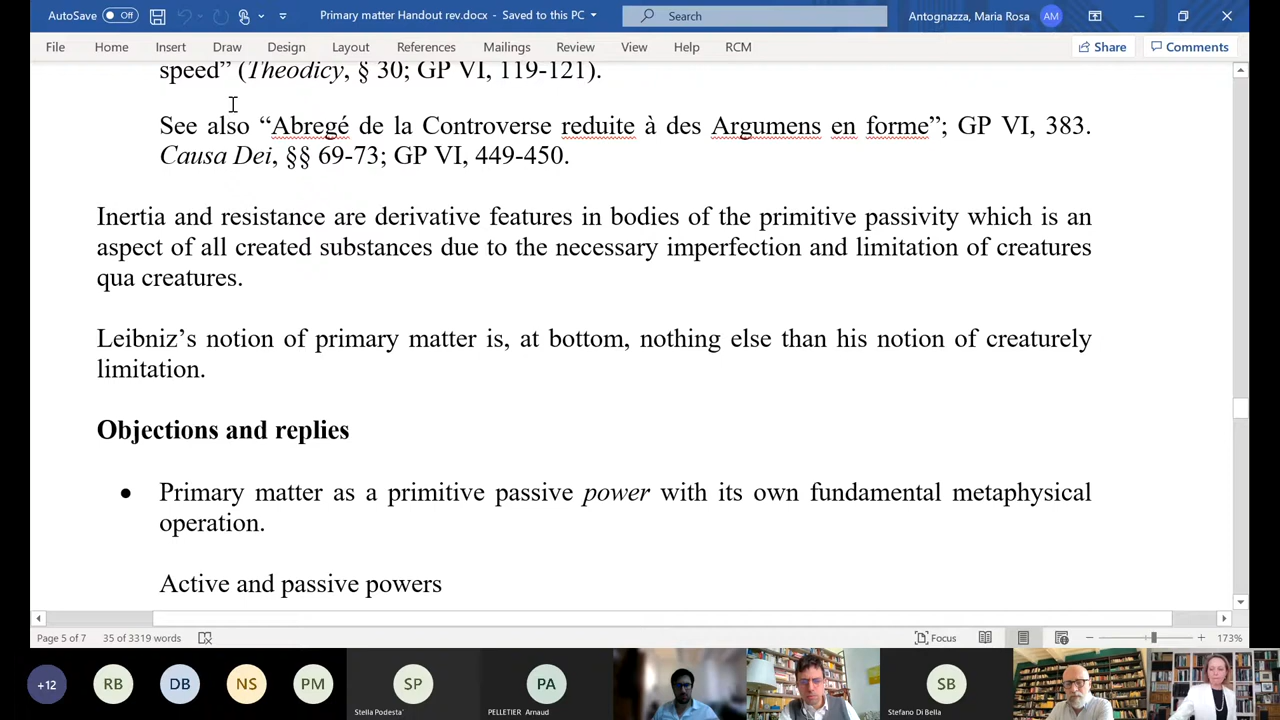 AutoSave Off Primary matter Handout rev.docx - Saved to this PC Search Antognazza, Maria Rosa AM
File Home Insert Draw Design Layout References Mailings Review View Help RCM Share Comments
speed” (Theodicy, § 30; GP VI, 119-121).
See also “Abregé de la Controverse reduite à des Argumens en forme”; GP VI, 383.
Causa Dei, §§ 69-73; GP VI, 449-450.
Inertia and resistance are derivative features in bodies of the primitive passivity which is an
aspect of all created substances due to the necessary imperfection and limitation of creatures
qua creatures.
Leibniz’s notion of primary matter is, at bottom, nothing else than his notion of creaturely
limitation.
Objections and replies
• Primary matter as a primitive passive power with its own fundamental metaphysical
operation.
Active and passive powers
Page 5 of 7 35 of 3319 words Focus 173%
+12 RB DB NS PM SP PA SB
Stella Podesta' PELLETIER Arnaud Stefano Di Bella